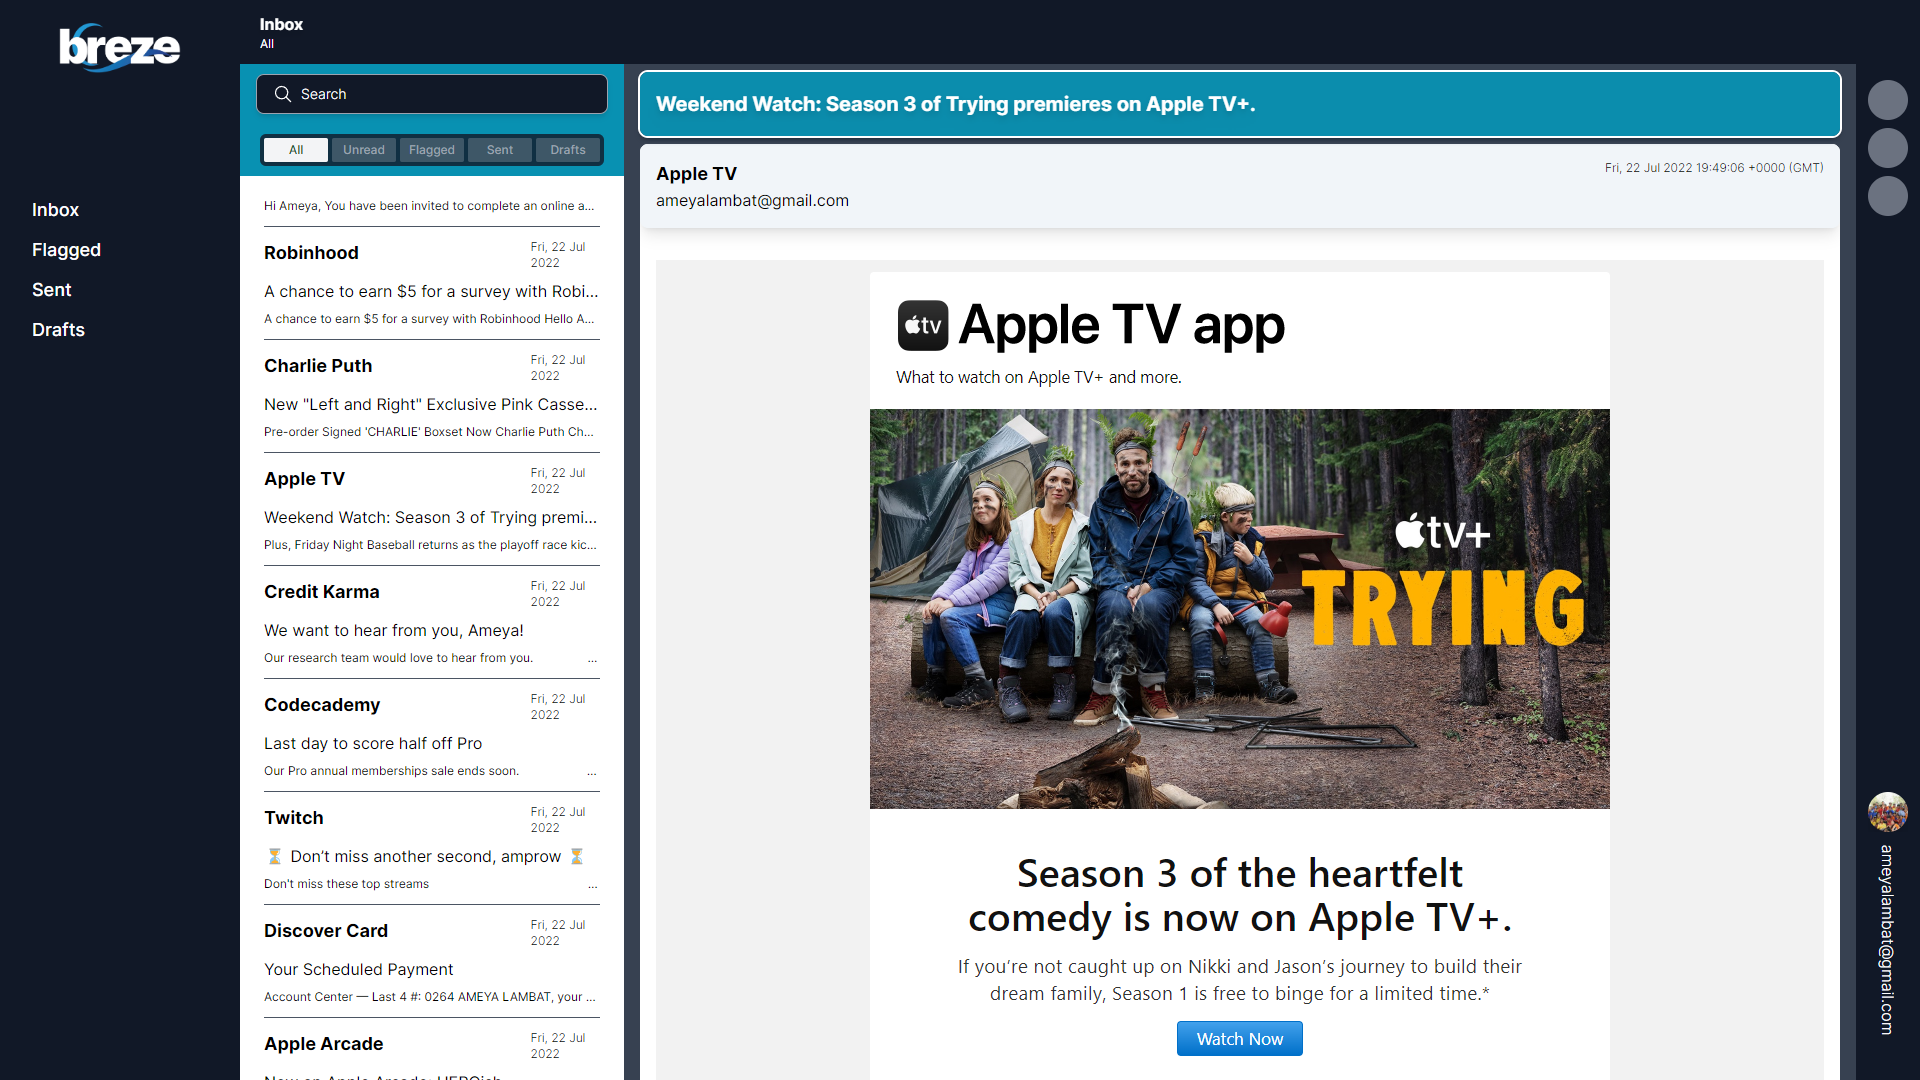 breze
Inbox
All
Inbox
Flagged
Sent
Drafts
Search
All
Unread
Flagged
Sent
Drafts
Hi Ameya, You have been invited to complete an online a...
Robinhood
Fri, 22 Jul
2022
A chance to earn $5 for a survey with Robi...
A chance to earn $5 for a survey with Robinhood Hello A...
Charlie Puth
Fri, 22 Jul
2022
New "Left and Right" Exclusive Pink Casse...
Pre-order Signed 'CHARLIE' Boxset Now Charlie Puth Ch...
Apple TV
Fri, 22 Jul
2022
Weekend Watch: Season 3 of Trying premi...
Plus, Friday Night Baseball returns as the playoff race kic...
Credit Karma
Fri, 22 Jul
2022
We want to hear from you, Ameya!
Our research team would love to hear from you. ...
Codecademy
Fri, 22 Jul
2022
Last day to score half off Pro
Our Pro annual memberships sale ends soon. ...
Twitch
Fri, 22 Jul
2022
⏳ Don’t miss another second, amprow ⏳
Don't miss these top streams ...
Discover Card
Fri, 22 Jul
2022
Your Scheduled Payment
Account Center — Last 4 #: 0264 AMEYA LAMBAT, your ...
Apple Arcade
Fri, 22 Jul
2022
Weekend Watch: Season 3 of Trying premieres on Apple TV+.
Apple TV
ameyalambat@gmail.com
Fri, 22 Jul 2022 19:49:06 +0000 (GMT)
tv
Apple TV app
What to watch on Apple TV+ and more.
tv+
TRYING
Season 3 of the heartfelt
comedy is now on Apple TV+.
If you’re not caught up on Nikki and Jason’s journey to build their
dream family, Season 1 is free to binge for a limited time.*
Watch Now
ameyalambat@gmail.com